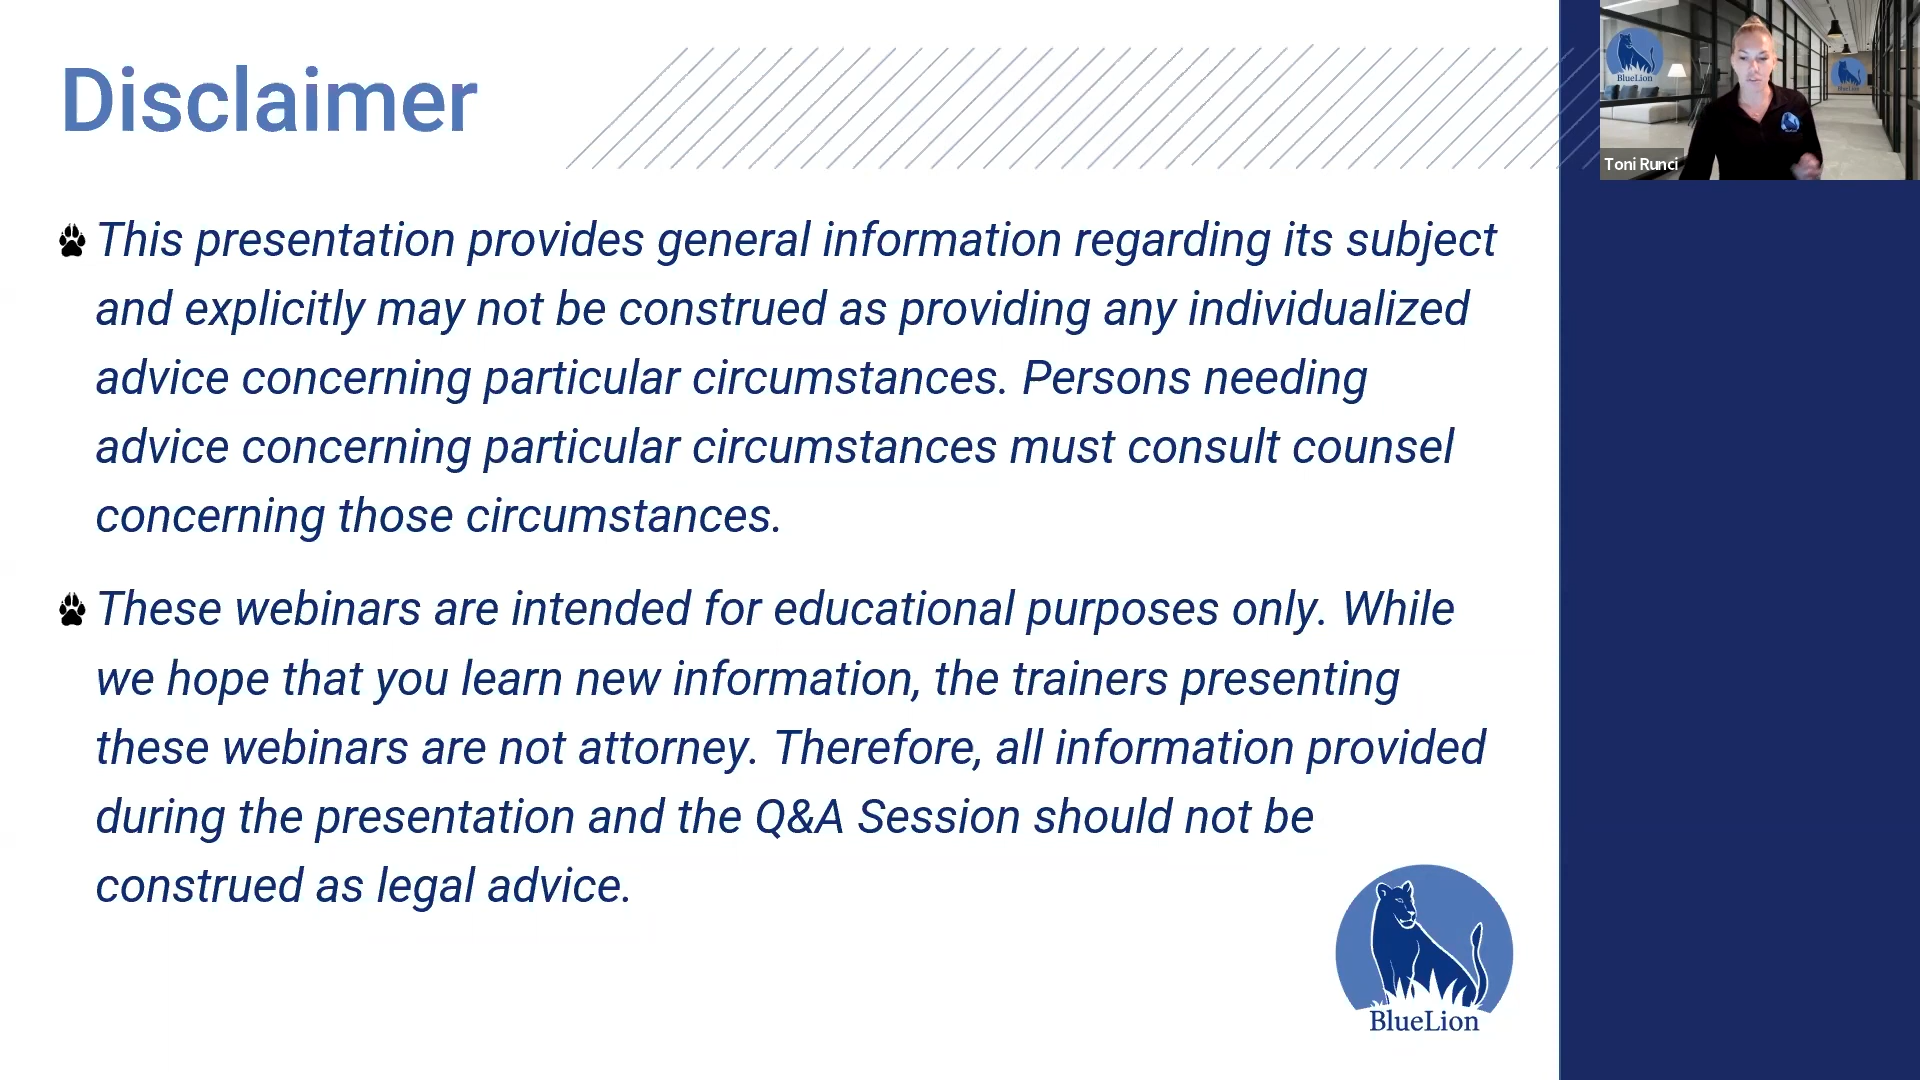 Disclaimer
This presentation provides general information regarding its subject
and explicitly may not be construed as providing any individualized
advice concerning particular circumstances. Persons needing
advice concerning particular circumstances must consult counsel
concerning those circumstances.
These webinars are intended for educational purposes only. While
we hope that you learn new information, the trainers presenting
these webinars are not attorney. Therefore, all information provided
during the presentation and the Q&A Session should not be
construed as legal advice.
BlueLion
BlueLion
BlueLion
Toni Runci